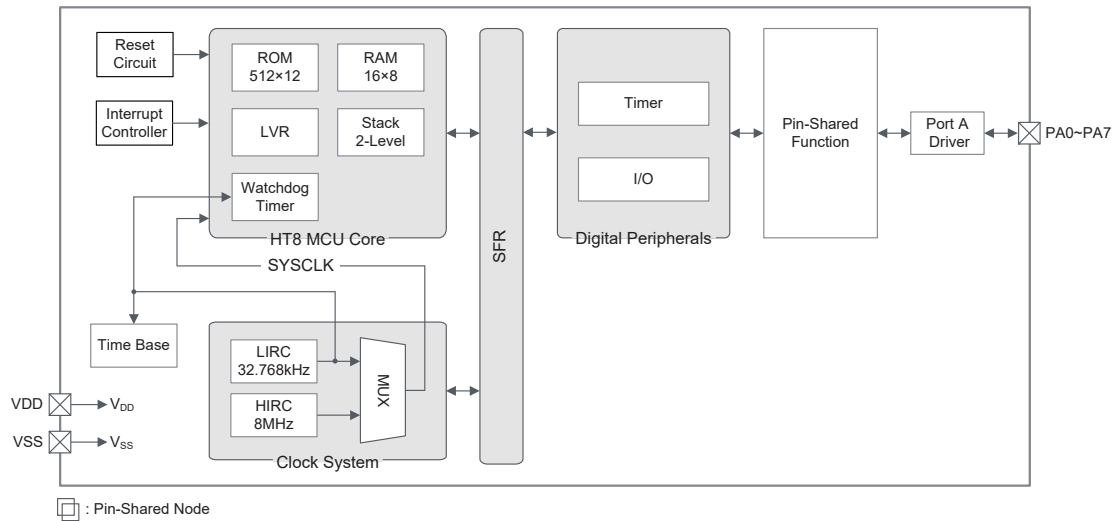 Reset
Circuit
Interrupt
Controller
ROM
512×12
RAM
16×8
LVR
Stack
2-Level
Watchdog
Timer
HT8 MCU Core
SYSCLK
Time Base
LIRC
32.768kHz
HIRC
8MHz
MUX
Clock System
SFR
Timer
I/O
Digital Peripherals
Pin-Shared
Function
Port A
Driver
PA0~PA7
VDD
VDD
VSS
VSS
: Pin-Shared Node